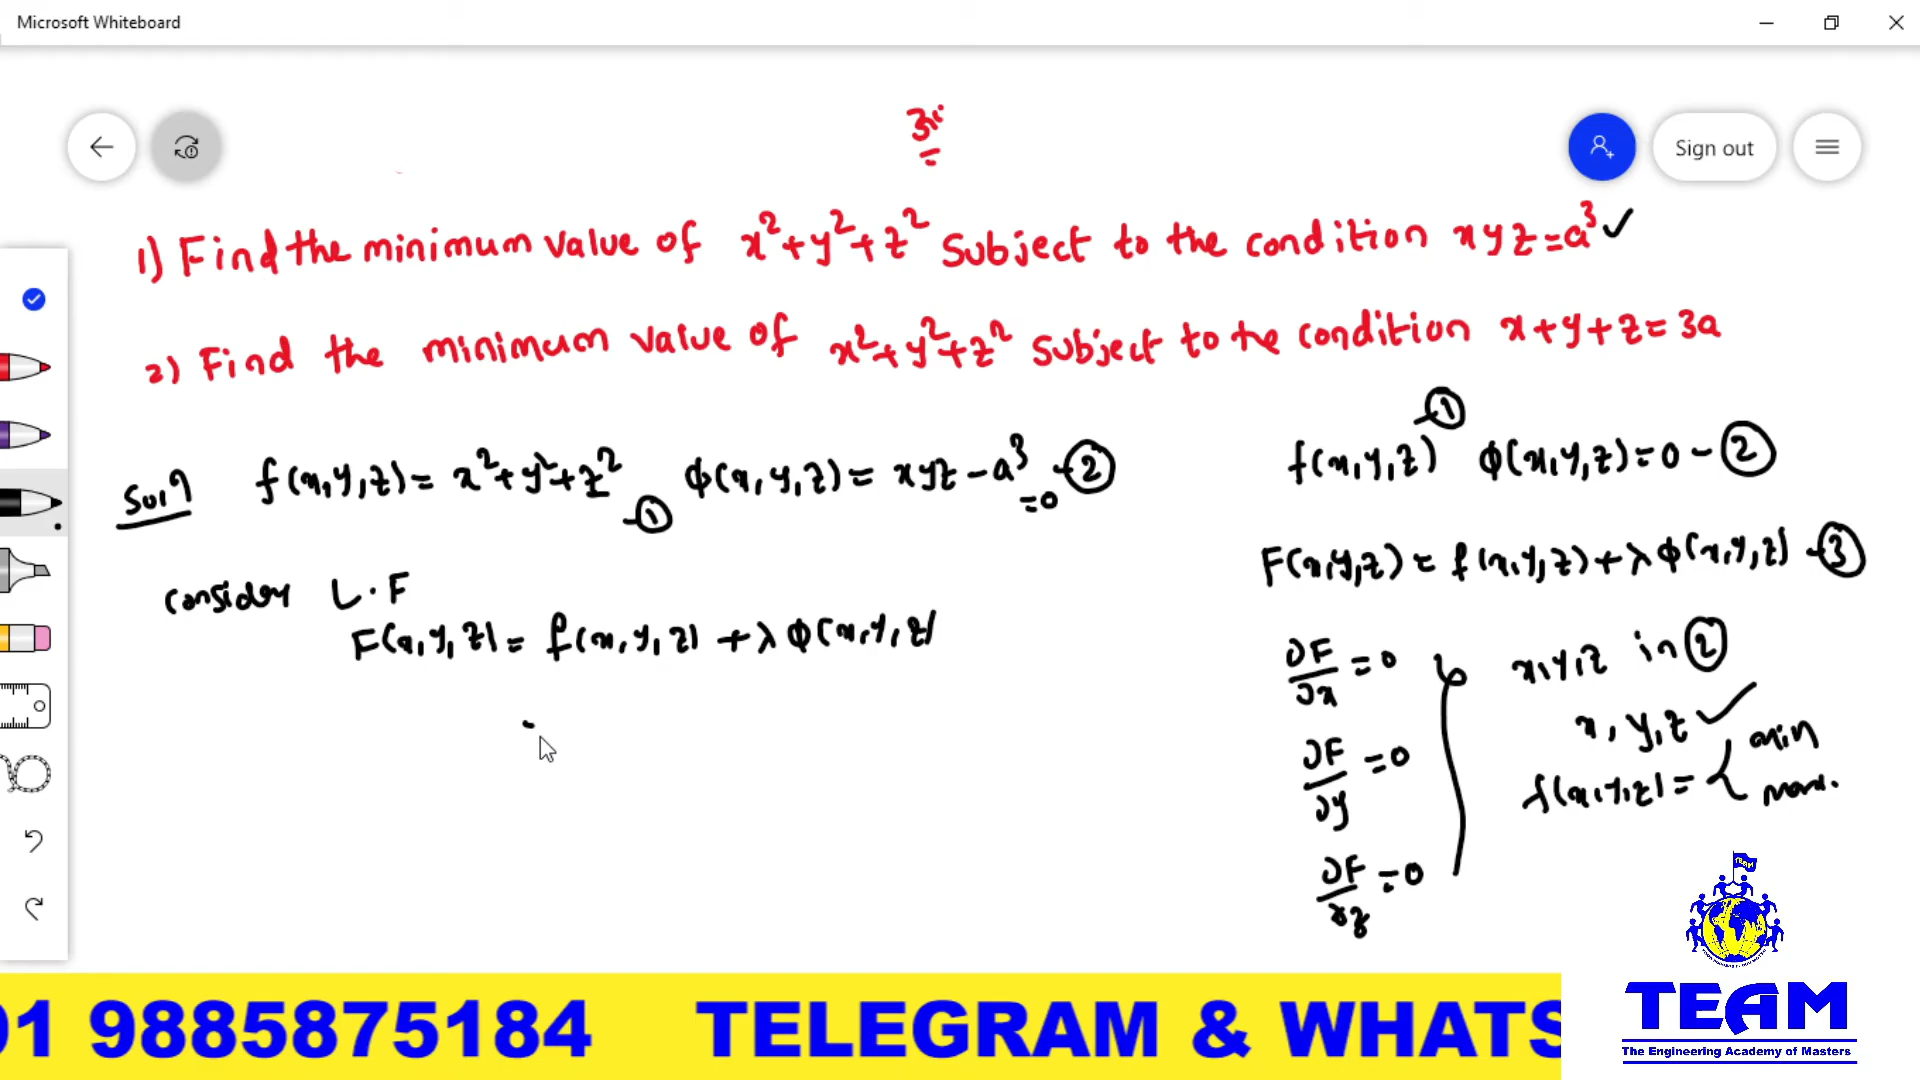 Microsoft Whiteboard
Sign out
1) Find the minimum value of x²+y²+z² subject to the condition xyz=a³ ✓
2) Find the minimum value of x²+y²+z² subject to the condition x+y+z=3a
Sol?
f(x,y,z)=x²+y²+z² -① φ(x,y,z)=xyz-a³=0 -②
Consider L.F
F(x,y,z)=f(x,y,z)+λφ(x,y,z)
=
f(x,y,z) -① φ(x,y,z)=0 -②
F(x,y,z)=f(x,y,z)+λφ(x,y,z) -③
∂F/∂x=0
∂F/∂y=0
∂F/∂z=0
x,y,z in ②
x,y,z ✓
f(x,y,z)= { min
max.
01 9885875184 TELEGRAM & WHATS
TEAM
The Engineering Academy of Masters